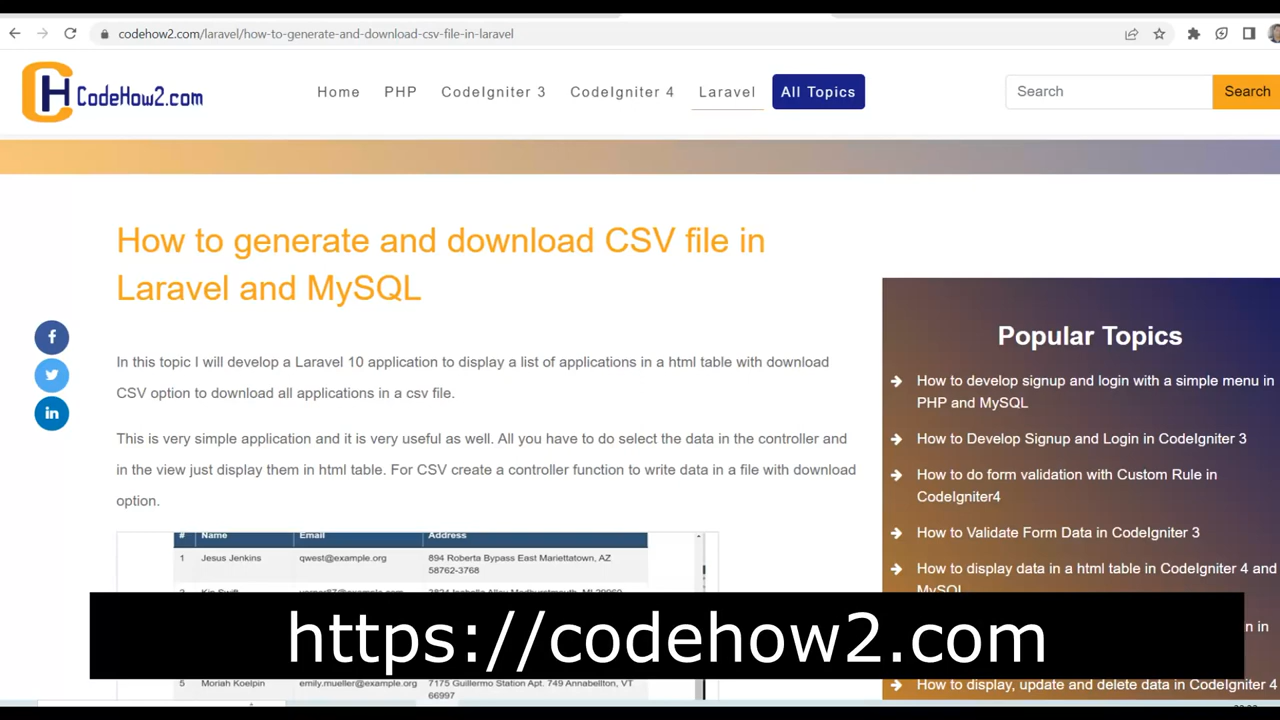 codehow2.com/laravel/how-to-generate-and-download-csv-file-in-laravel
CodeHow2.com
Home
PHP
CodeIgniter 3
CodeIgniter 4
Laravel
All Topics
Search
Search
How to generate and download CSV file in
Laravel and MySQL
In this topic I will develop a Laravel 10 application to display a list of applications in a html table with download
CSV option to download all applications in a csv file.
This is very simple application and it is very useful as well. All you have to do select the data in the controller and
in the view just display them in html table. For CSV create a controller function to write data in a file with download
option.
# Name Email Address
1 Jesus Jenkins qwest@example.org 894 Roberta Bypass East Mariettatown, AZ
58762-3768
5 Moriah Koelpin emily.mueller@example.org 7175 Guillermo Station Apt. 749 Annabellton, VT
66997
Popular Topics
How to develop signup and login with a simple menu in
PHP and MySQL
How to Develop Signup and Login in CodeIgniter 3
How to do form validation with Custom Rule in
CodeIgniter4
How to Validate Form Data in CodeIgniter 3
How to display data in a html table in CodeIgniter 4 and
MySQL
n in
How to display, update and delete data in CodeIgniter 4
https://codehow2.com